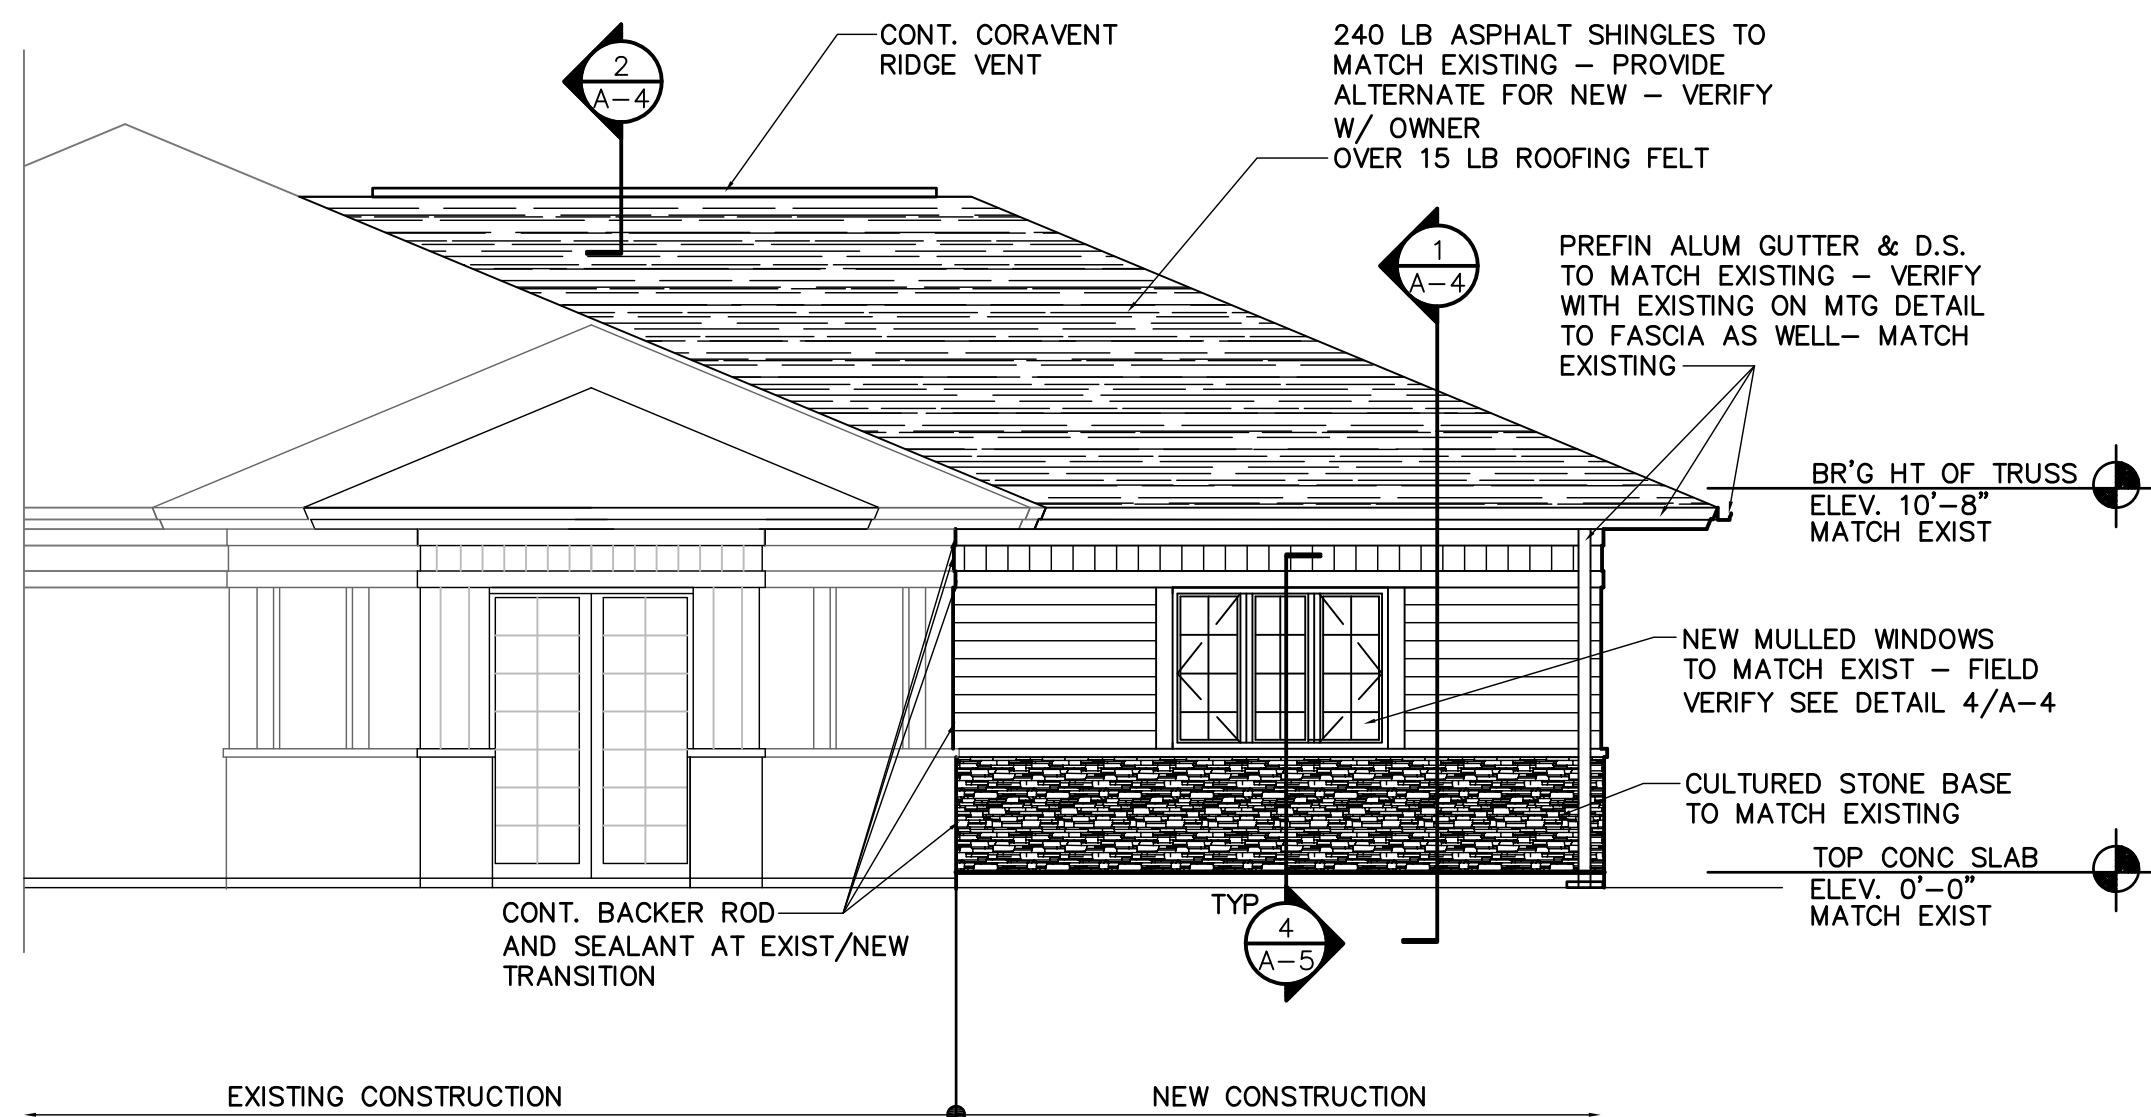 CONT. CORAVENT
RIDGE VENT
2
A-4
240 LB ASPHALT SHINGLES TO
MATCH EXISTING – PROVIDE
ALTERNATE FOR NEW – VERIFY
W/ OWNER
OVER 15 LB ROOFING FELT
1
A-4
PREFIN ALUM GUTTER & D.S.
TO MATCH EXISTING – VERIFY
WITH EXISTING ON MTG DETAIL
TO FASCIA AS WELL– MATCH
EXISTING
BR'G HT OF TRUSS
ELEV. 10'-8"
MATCH EXIST
NEW MULLED WINDOWS
TO MATCH EXIST – FIELD
VERIFY SEE DETAIL 4/A-4
CULTURED STONE BASE
TO MATCH EXISTING
TOP CONC SLAB
ELEV. 0'-0"
MATCH EXIST
CONT. BACKER ROD
AND SEALANT AT EXIST/NEW
TRANSITION
TYP
4
A-5
EXISTING CONSTRUCTION
NEW CONSTRUCTION